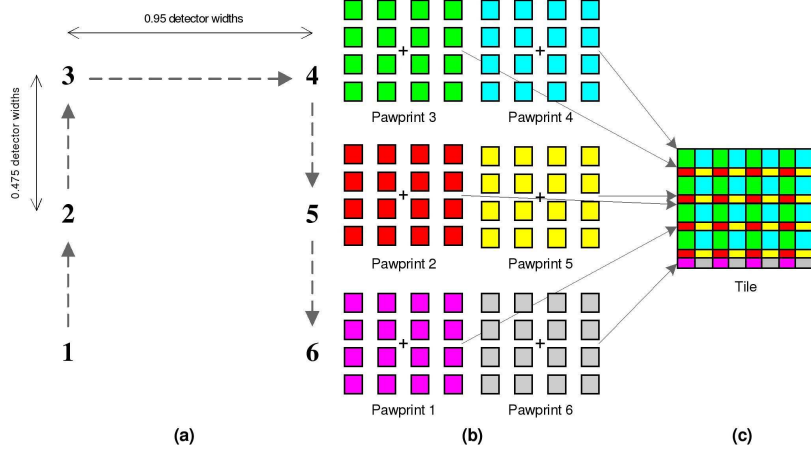 0.95 detector widths
0.475 detector widths
3
4
2
5
1
6
+
+
Pawprint 3
Pawprint 4
+
+
Pawprint 2
Pawprint 5
+
+
Pawprint 1
Pawprint 6
Tile
(a)
(b)
(c)